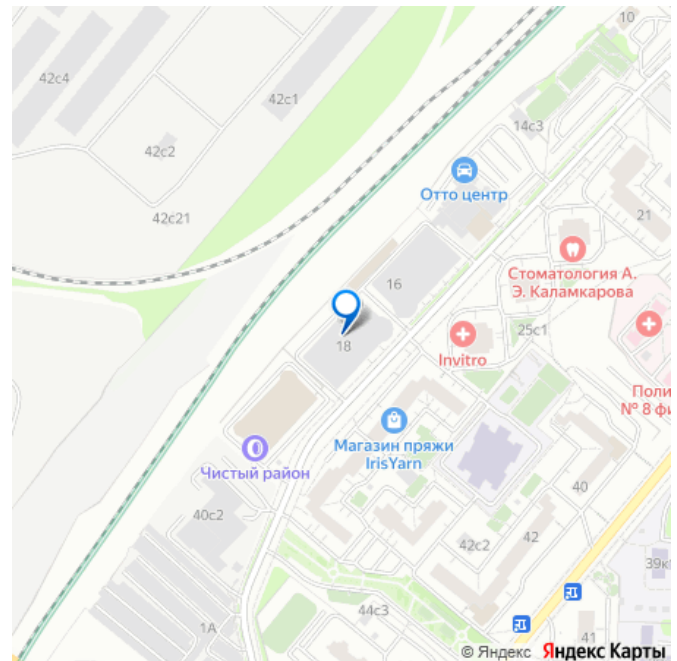 10
42с4
42с1
14с3
42с2
Отто центр
21
42с21
Стоматология А.
Э. Каламкарова
16
25с1
18
Invitro
Поли
№ 8 фи
Магазин пряжи
IrisYarn
Чистый район
40
40с2
42
42с2
39к
44с3
1А
41
© Яндекс Яндекс Карты